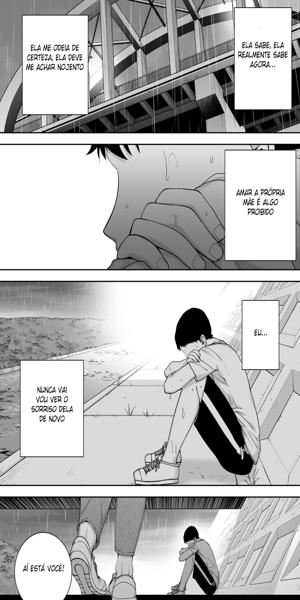 ELA SABE, ELA
REALMENTE SABE
AGORA...
ELA ME ODEIA DE
CERTEZA, ELA DEVE
ME ACHAR NOJENTO
AMAR A PRÓPRIA
MÃE É ALGO
PROIBIDO
EU...
NUNCA VAI
VOU VER O
SORRISO DELA
DE NOVO
AÍ ESTÁ VOCÊ!